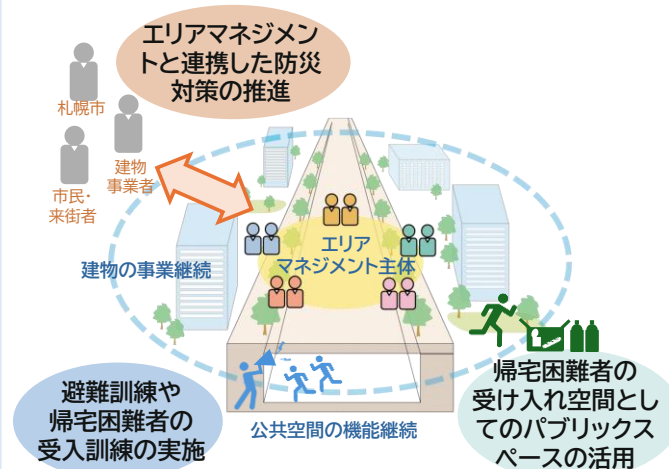 エリアマネジメン
トと連携した防災
対策の推進
札幌市
建物
事業者
市民・
来街者
エリア
マネジメント主体
建物の事業継続
避難訓練や
帰宅困難者の
受入訓練の実施
公共空間の機能継続
帰宅困難者の
受け入れ空間とし
てのパブリックス
ペースの活用